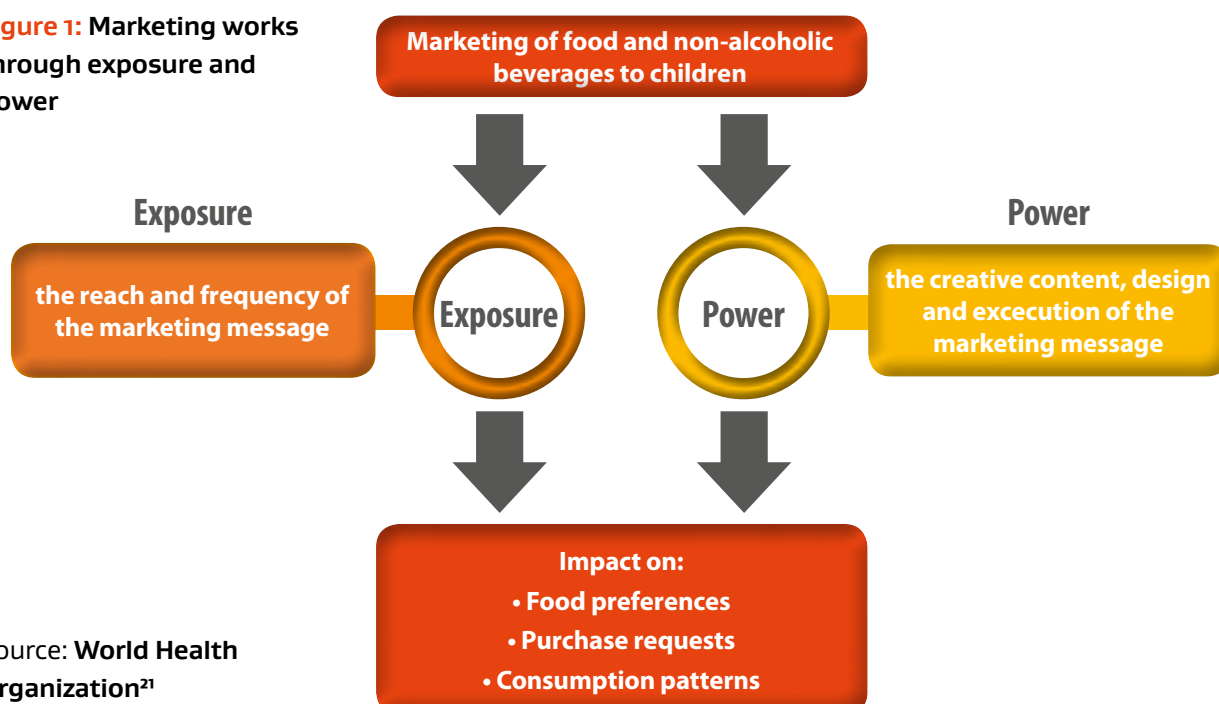 igure 1: Marketing works
hrough exposure and
ower
Marketing of food and non-alcoholic
beverages to children
Exposure
Power
the reach and frequency of
the marketing message
Exposure
Power
the creative content, design
and excecution of the
marketing message
Impact on:
• Food preferences
• Purchase requests
• Consumption patterns
ource: World Health
rganization²¹